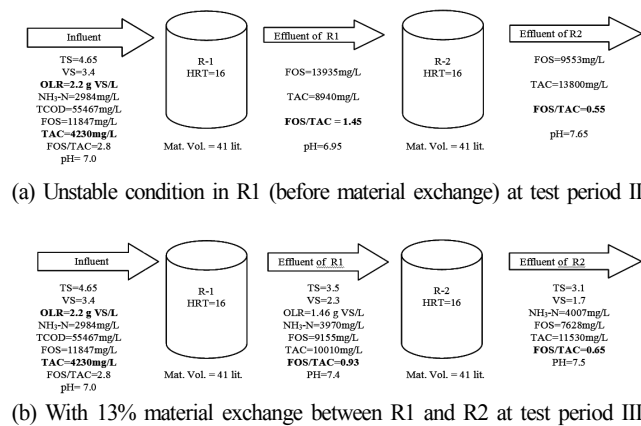 Influent
TS=4.65
VS=3.4
OLR=2.2 g VS/L
NH3-N=2984mg/L
TCOD=55467mg/L
FOS=11847mg/L
TAC=4230mg/L
FOS/TAC=2.8
pH= 7.0
R-1
HRT=16
Mat. Vol. = 41 lit.
Effluent of R1
FOS=13935mg/L
TAC=8940mg/L
FOS/TAC = 1.45
pH=6.95
R-2
HRT=16
Mat. Vol. = 41 lit.
Effluent of R2
FOS=9553mg/L
TAC=13800mg/L
FOS/TAC=0.55
pH=7.65
(a) Unstable condition in R1 (before material exchange) at test period II
Influent
TS=4.65
VS=3.4
OLR=2.2 g VS/L
NH3-N=2984mg/L
TCOD=55467mg/L
FOS=11847mg/L
TAC=4230mg/L
FOS/TAC=2.8
pH= 7.0
R-1
HRT=16
Mat. Vol. = 41 lit.
Effluent of R1
TS=3.5
VS=2.3
OLR=1.46 g VS/L
NH3-N=3970mg/L
FOS=9155mg/L
TAC=10010mg/L
FOS/TAC=0.93
pH=7.4
R-2
HRT=16
Mat. Vol. = 41 lit.
Effluent of R2
TS=3.1
VS=1.7
NH3-N=4007mg/L
FOS=7628mg/L
TAC=11530mg/L
FOS/TAC=0.65
pH=7.5
(b) With 13% material exchange between R1 and R2 at test period III